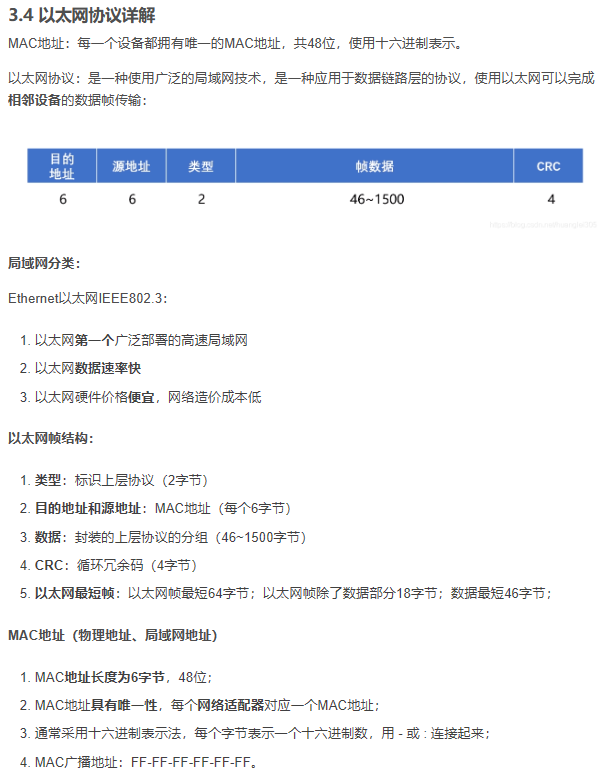 3.4 以太网协议详解
MAC地址：每一个设备都拥有唯一的MAC地址，共48位，使用十六进制表示。
以太网协议：是一种使用广泛的局域网技术，是一种应用于数据链路层的协议，使用以太网可以完成
相邻设备的数据帧传输：
目的
地址
源地址 类型 帧数据 CRC
6 6 2 46~1500 4
局域网分类：
Ethernet以太网IEEE802.3：
1. 以太网第一个广泛部署的高速局域网
2. 以太网数据速率快
3. 以太网硬件价格便宜，网络造价成本低
以太网帧结构：
1. 类型：标识上层协议（2字节）
2. 目的地址和源地址：MAC地址（每个6字节）
3. 数据：封装的上层协议的分组（46~1500字节）
4. CRC：循环冗余码（4字节）
5. 以太网最短帧：以太网帧最短64字节；以太网帧除了数据部分18字节；数据最短46字节；
MAC地址（物理地址、局域网地址）
1. MAC地址长度为6字节，48位；
2. MAC地址具有唯一性，每个网络适配器对应一个MAC地址；
3. 通常采用十六进制表示法，每个字节表示一个十六进制数，用 - 或 : 连接起来；
4. MAC广播地址：FF-FF-FF-FF-FF-FF。